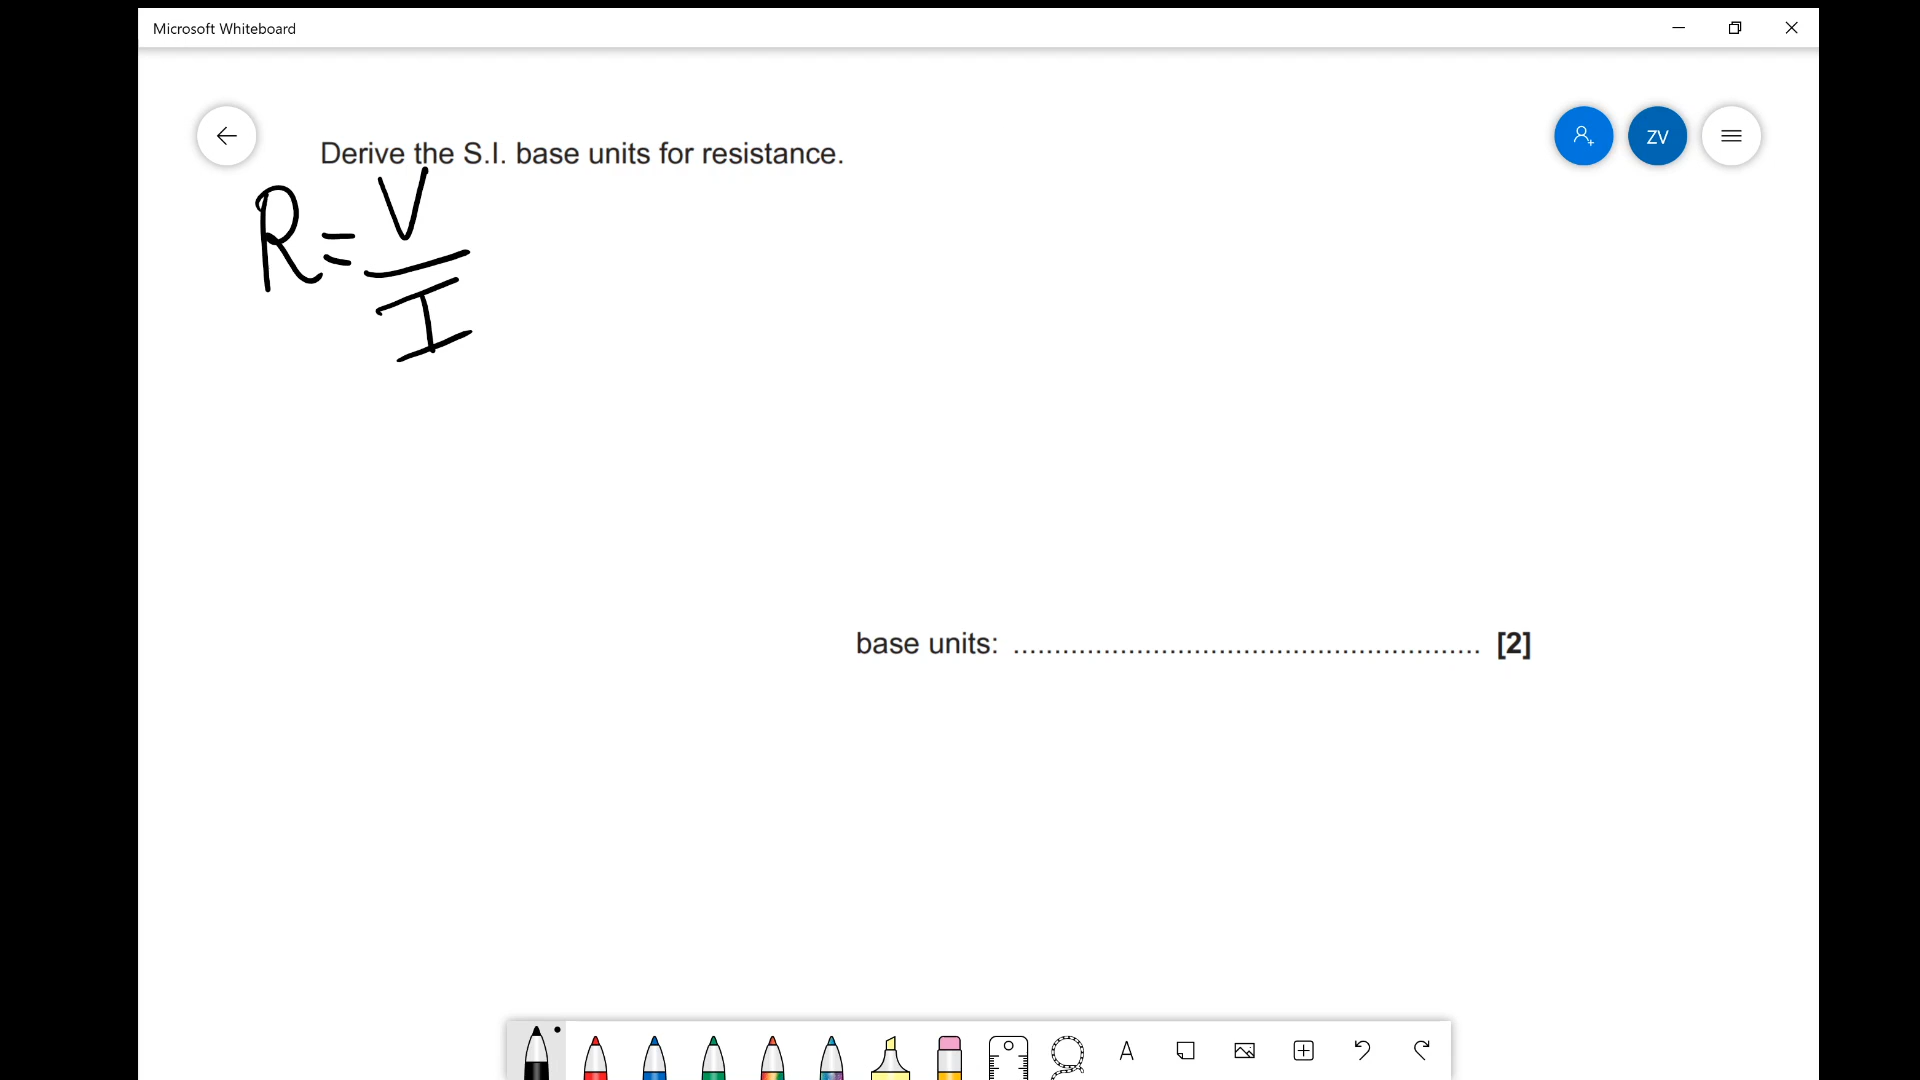 Microsoft Whiteboard
ZV
Derive the S.I. base units for resistance.
R = V
I
base units: ........................................................ [2]
A